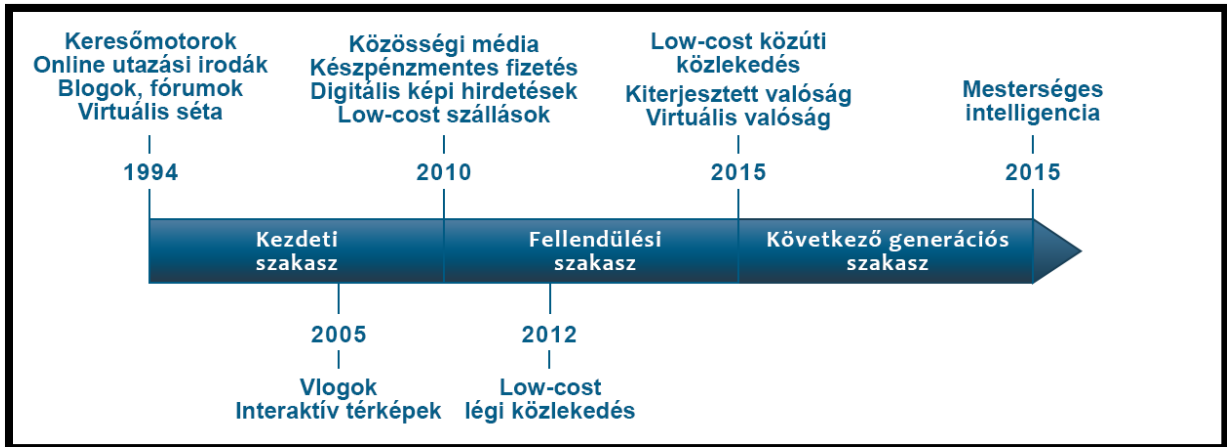 Keresőmotorok
Online utazási irodák
Blogok, fórumok
Virtuális séta
1994
Közösségi média
Készpénzmentes fizetés
Digitális képi hirdetések
Low-cost szállások
2010
Low-cost közúti
közlekedés
Kiterjesztett valóság
Virtuális valóság
2015
Mesterséges
intelligencia
2015
Kezdeti
szakasz
Fellendülési
szakasz
Következő generációs
szakasz
2005
Vlogok
Interaktív térképek
2012
Low-cost
légi közlekedés